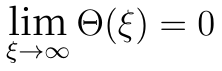 lim Θ(ξ) = 0
ξ→∞